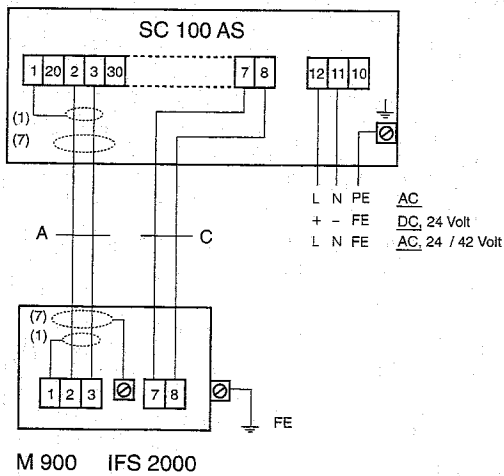 SC 100 AS
1 20 2 3 30 7 8 12 11 10
(1)
(7)
L N PE AC
+ − FE DC, 24 Volt
L N FE AC, 24 / 42 Volt
A C
(7)
(1)
1 2 3 7 8
FE
M 900 IFS 2000